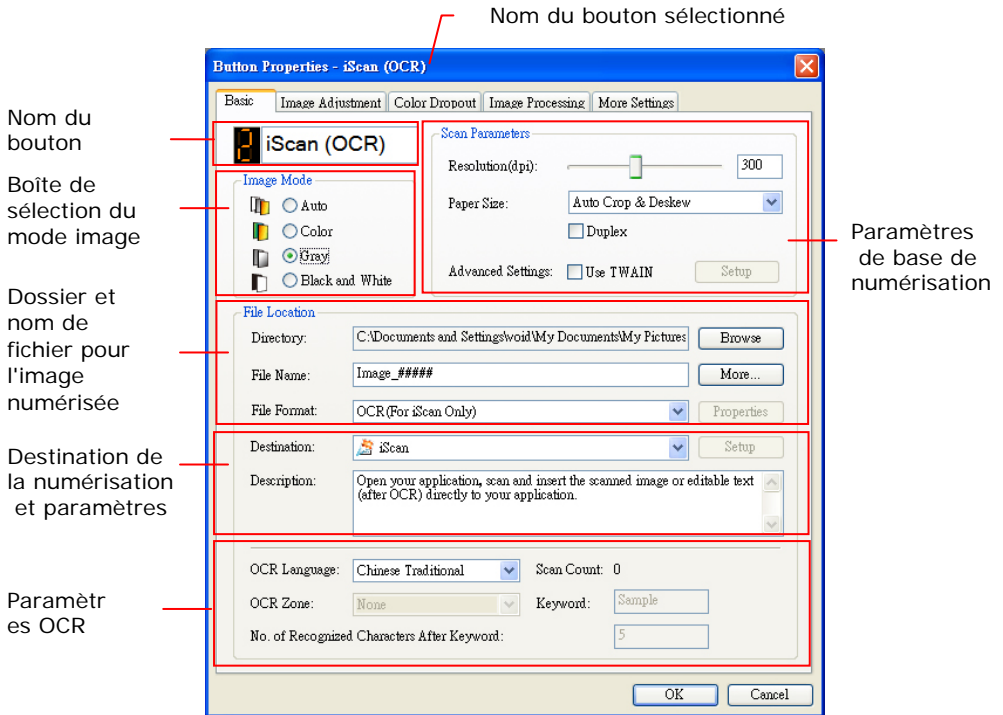 Nom du bouton sélectionné
Button Properties - iScan (OCR)
Basic Image Adjustment Color Dropout Image Processing More Settings
Nom du
bouton
2 iScan (OCR)
Boîte de
sélection du
mode image
Image Mode
Auto
Color
Gray
Black and White
Scan Parameters
Resolution(dpi): 300
Paper Size: Auto Crop & Deskew
Duplex
Advanced Settings: Use TWAIN Setup
Paramètres
de base de
numérisation
Dossier et
nom de
fichier pour
l'image
numérisée
File Location
Directory: C:\Documents and Settings\void\My Documents\My Pictures Browse
File Name: Image_##### More...
File Format: OCR(For iScan Only) Properties
Destination de
la numérisation
et paramètres
Destination: iScan Setup
Description: Open your application, scan and insert the scanned image or editable text
(after OCR) directly to your application.
Paramètr
es OCR
OCR Language: Chinese Traditional Scan Count: 0
OCR Zone: None Keyword: Sample
No. of Recognized Characters After Keyword: 5
OK Cancel